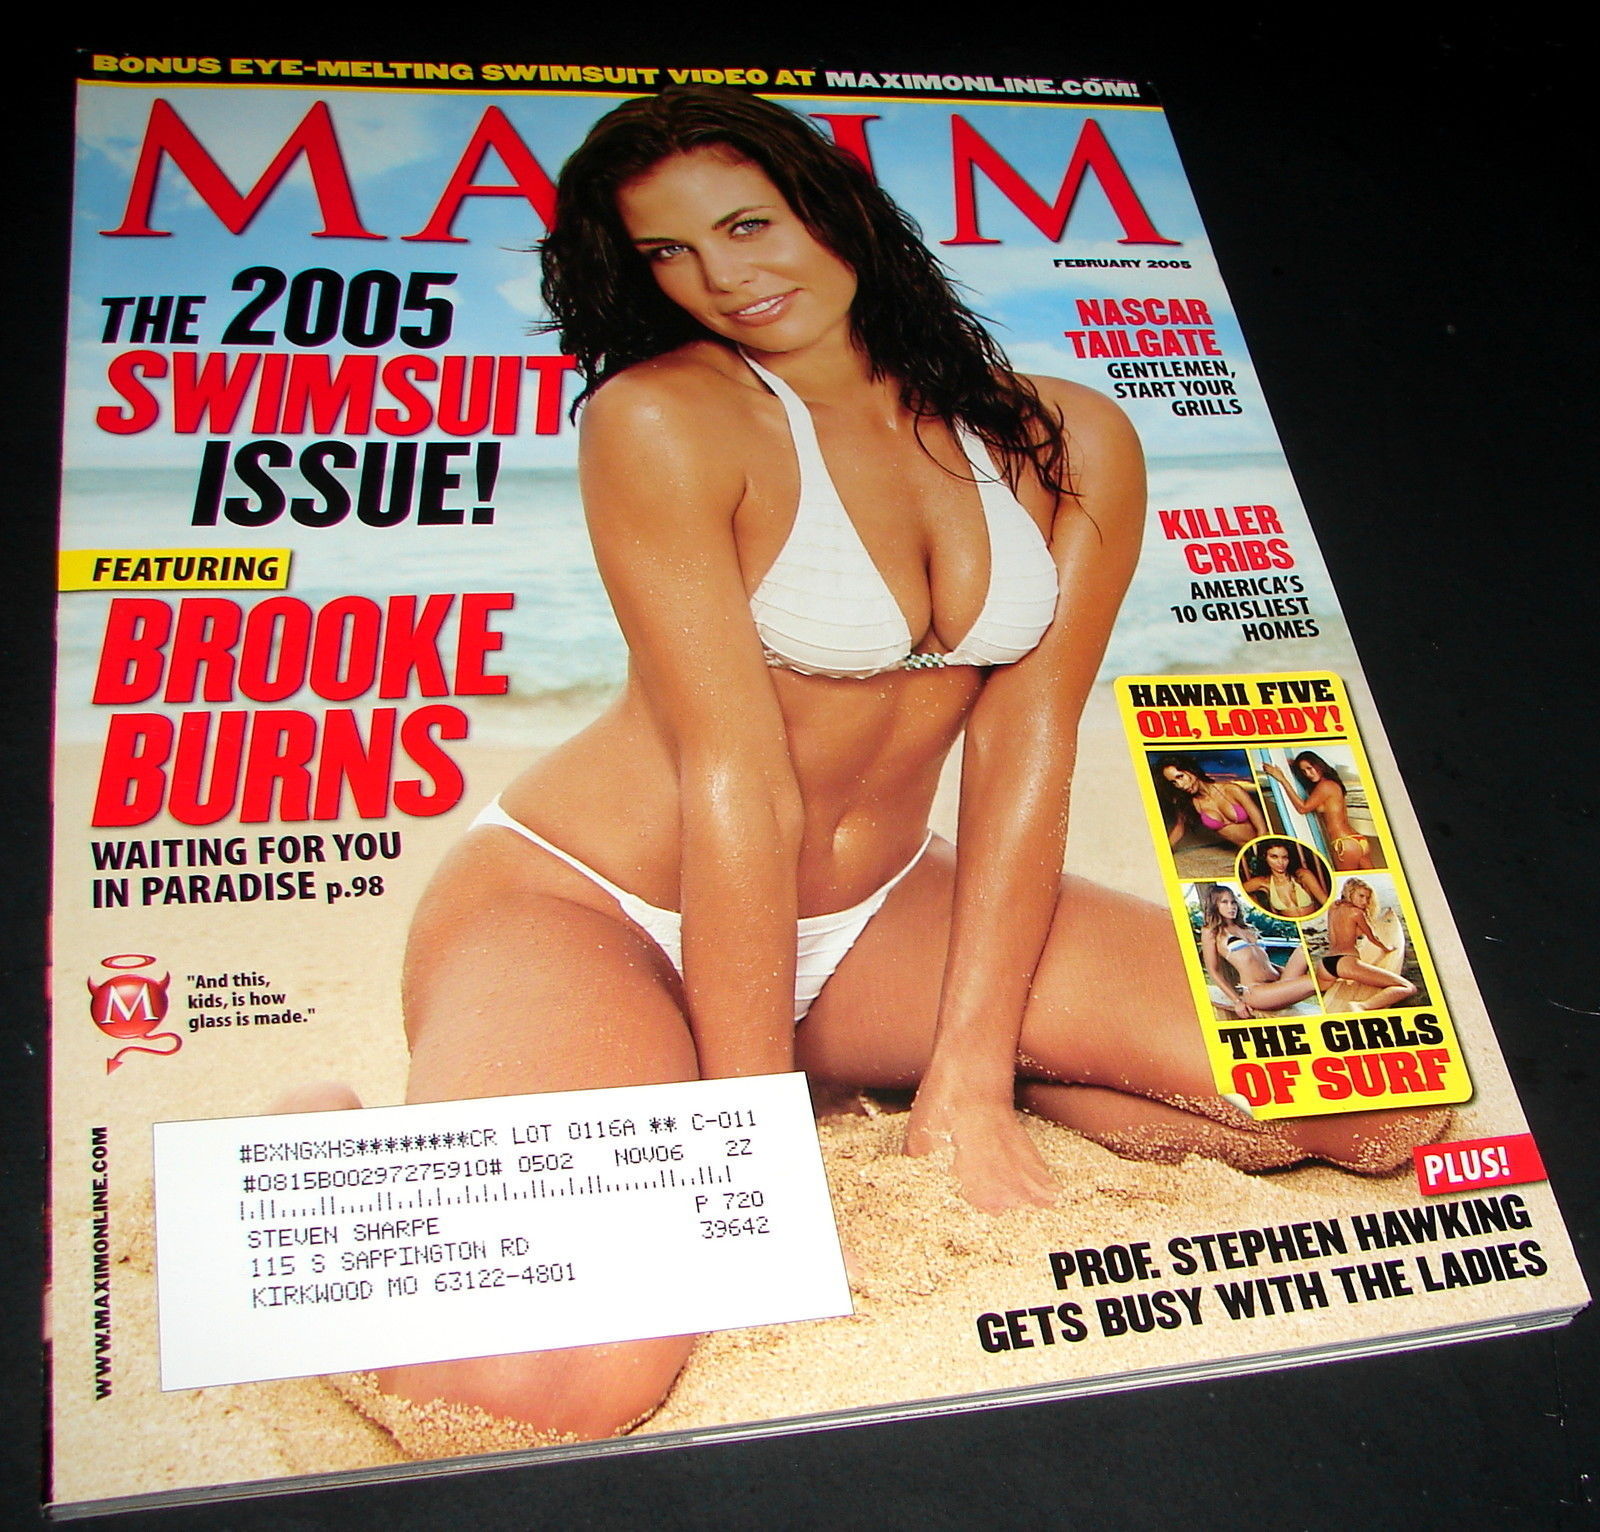 BONUS EYE-MELTING SWIMSUIT VIDEO AT MAXIMONLINE.COM!
MAXIM
FEBRUARY 2005
THE 2005
SWIMSUIT
ISSUE!
FEATURING
BROOKE
BURNS
WAITING FOR YOU
IN PARADISE p.98
M
"And this,
kids, is how
glass is made."
NASCAR
TAILGATE
GENTLEMEN,
START YOUR
GRILLS
KILLER
CRIBS
AMERICA'S
10 GRISLIEST
HOMES
HAWAII FIVE
OH, LORDY!
THE GIRLS
OF SURF
PLUS!
PROF. STEPHEN HAWKING
GETS BUSY WITH THE LADIES
WWW.MAXIMONLINE.COM
#BXNGXHS********CR LOT 0116A ** C-011
#0815B00297275910# 0502 NOV06 2Z
P 720
STEVEN SHARPE 39642
115 S SAPPINGTON RD
KIRKWOOD MO 63122-4801